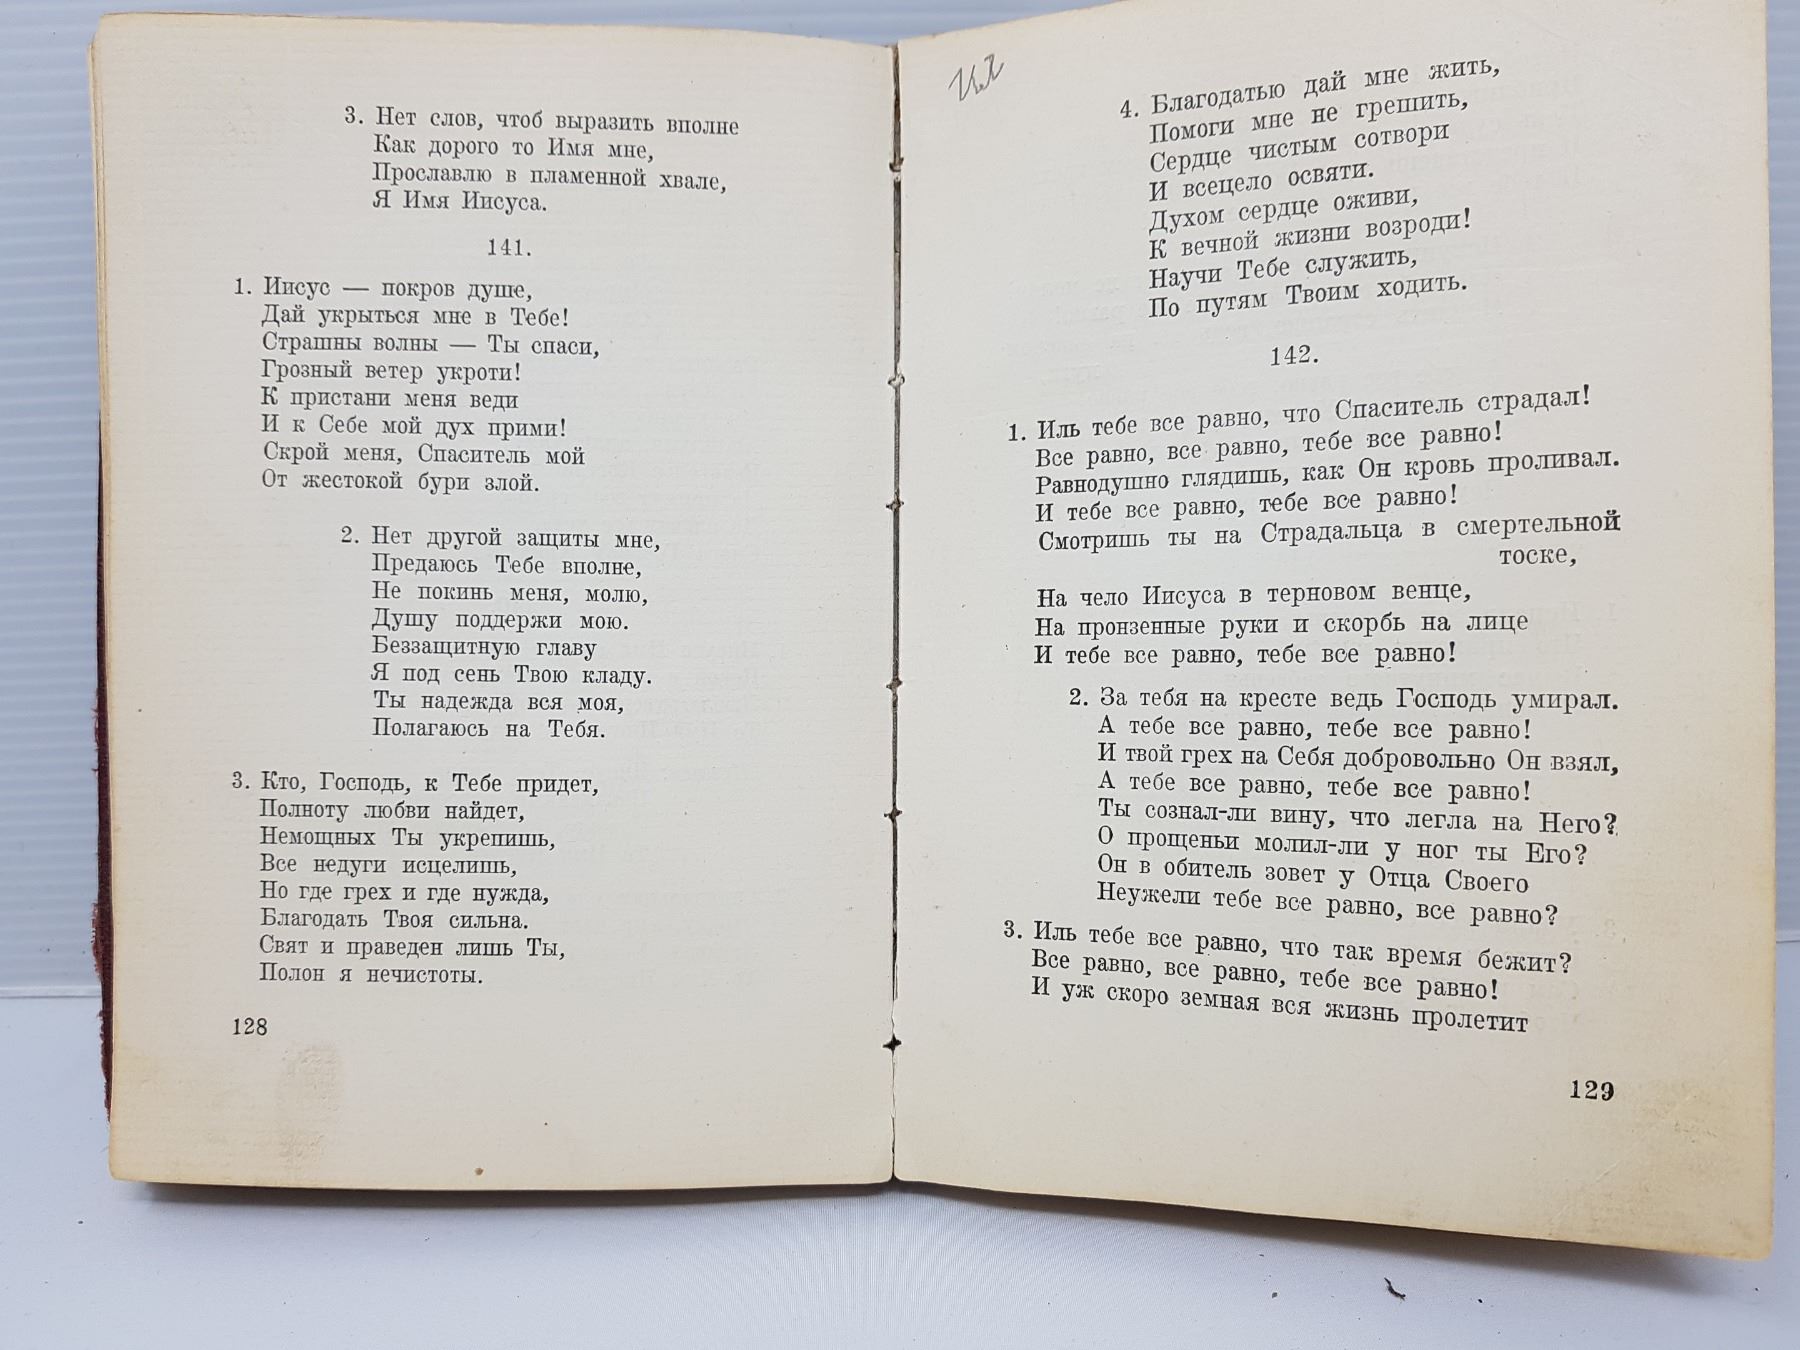 3. Нет слов, чтоб выразить вполне
Как дорого то Имя мне,
Прославлю в пламенной хвале,
Я Имя Иисуса.
141.
1. Иисус — покров душе,
Дай укрыться мне в Тебе!
Страшны волны — Ты спаси,
Грозный ветер укроти!
К пристани меня веди
И к Себе мой дух прими!
Скрой меня, Спаситель мой
От жестокой бури злой.
2. Нет другой защиты мне,
Предаюсь Тебе вполне,
Не покинь меня, молю,
Душу поддержи мою.
Беззащитную главу
Я под сень Твою кладу.
Ты надежда вся моя,
Полагаюсь на Тебя.
3. Кто, Господь, к Тебе придет,
Полноту любви найдет,
Немощных Ты укрепишь,
Все недуги исцелишь,
Но где грех и где нужда,
Благодать Твоя сильна.
Свят и праведен лишь Ты,
Полон я нечистоты.
128
4. Благодатью дай мне жить,
Помоги мне не грешить,
Сердце чистым сотвори
И всецело освяти.
Духом сердце оживи,
К вечной жизни возроди!
Научи Тебе служить,
По путям Твоим ходить.
142.
1. Иль тебе все равно, что Спаситель страдал!
Все равно, все равно, тебе все равно!
Равнодушно глядишь, как Он кровь проливал.
И тебе все равно, тебе все равно!
Смотришь ты на Страдальца в смертельной
тоске,
На чело Иисуса в терновом венце,
На пронзенные руки и скорбь на лице
И тебе все равно, тебе все равно!
2. За тебя на кресте ведь Господь умирал.
А тебе все равно, тебе все равно!
И твой грех на Себя добровольно Он взял,
А тебе все равно, тебе все равно!
Ты сознал-ли вину, что легла на Него?
О прощеньи молил-ли у ног ты Его?
Он в обитель зовет у Отца Своего
Неужели тебе все равно, все равно?
3. Иль тебе все равно, что так время бежит?
Все равно, все равно, тебе все равно!
И уж скоро земная вся жизнь пролетит
129